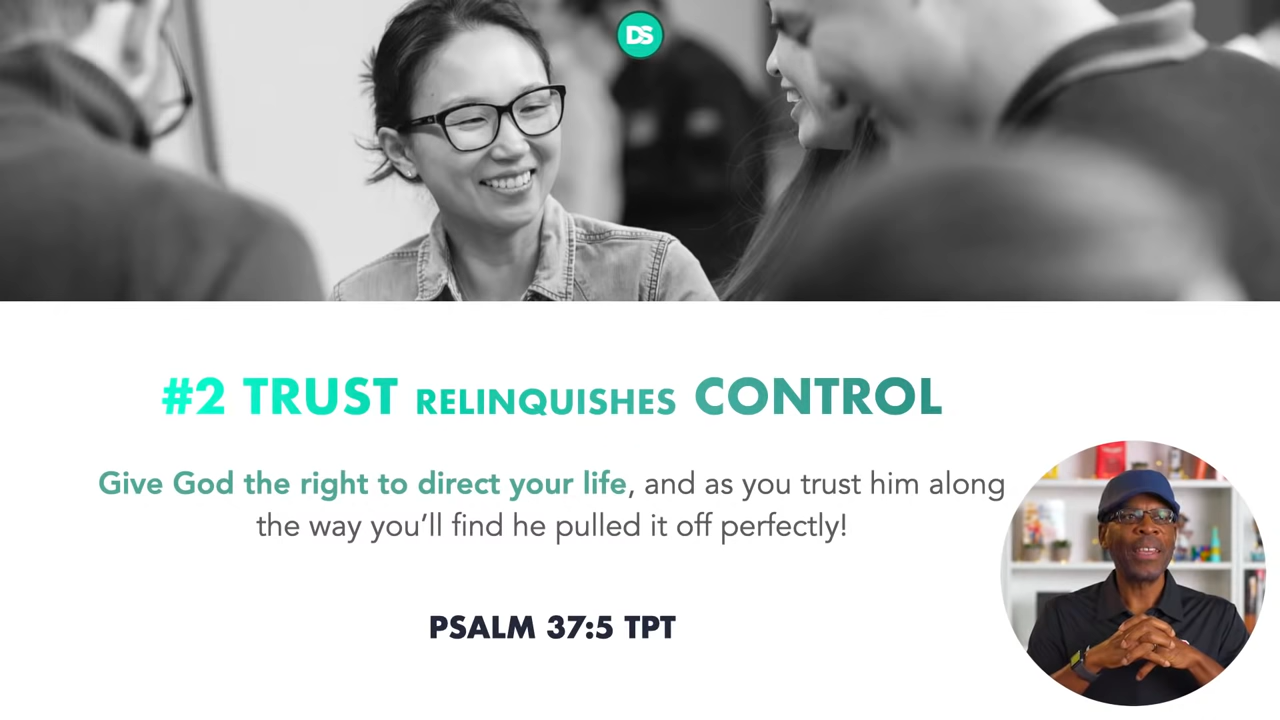 DS
#2 TRUST RELINQUISHES CONTROL
Give God the right to direct your life, and as you trust him along
the way you’ll find he pulled it off perfectly!
PSALM 37:5 TPT